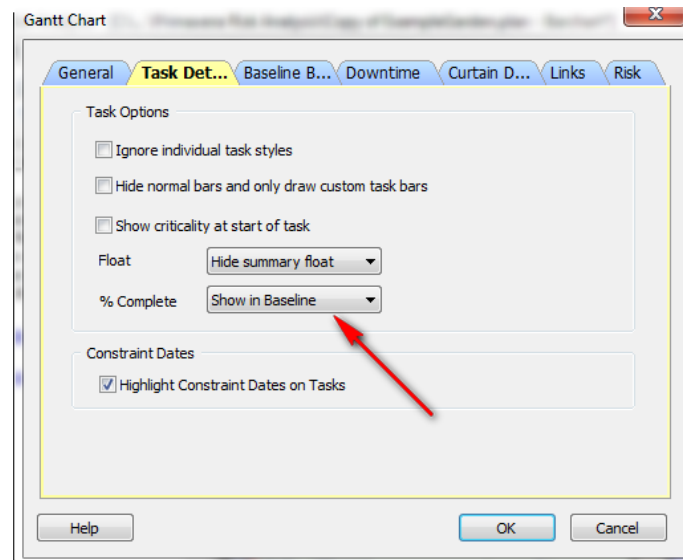 Gantt Chart
General Task Det... Baseline B... Downtime Curtain D... Links Risk
Task Options
Ignore individual task styles
Hide normal bars and only draw custom task bars
Show criticality at start of task
Float Hide summary float
% Complete Show in Baseline
Constraint Dates
Highlight Constraint Dates on Tasks
Help OK Cancel